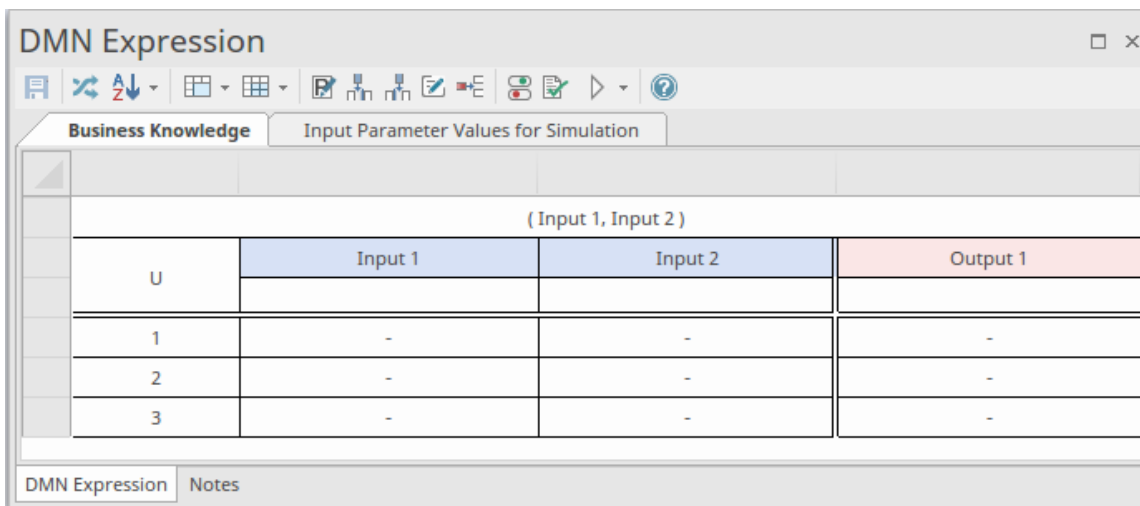 DMN Expression
Business Knowledge Input Parameter Values for Simulation
( Input 1, Input 2 )
U Input 1 Input 2 Output 1
1 - - -
2 - - -
3 - - -
DMN Expression Notes